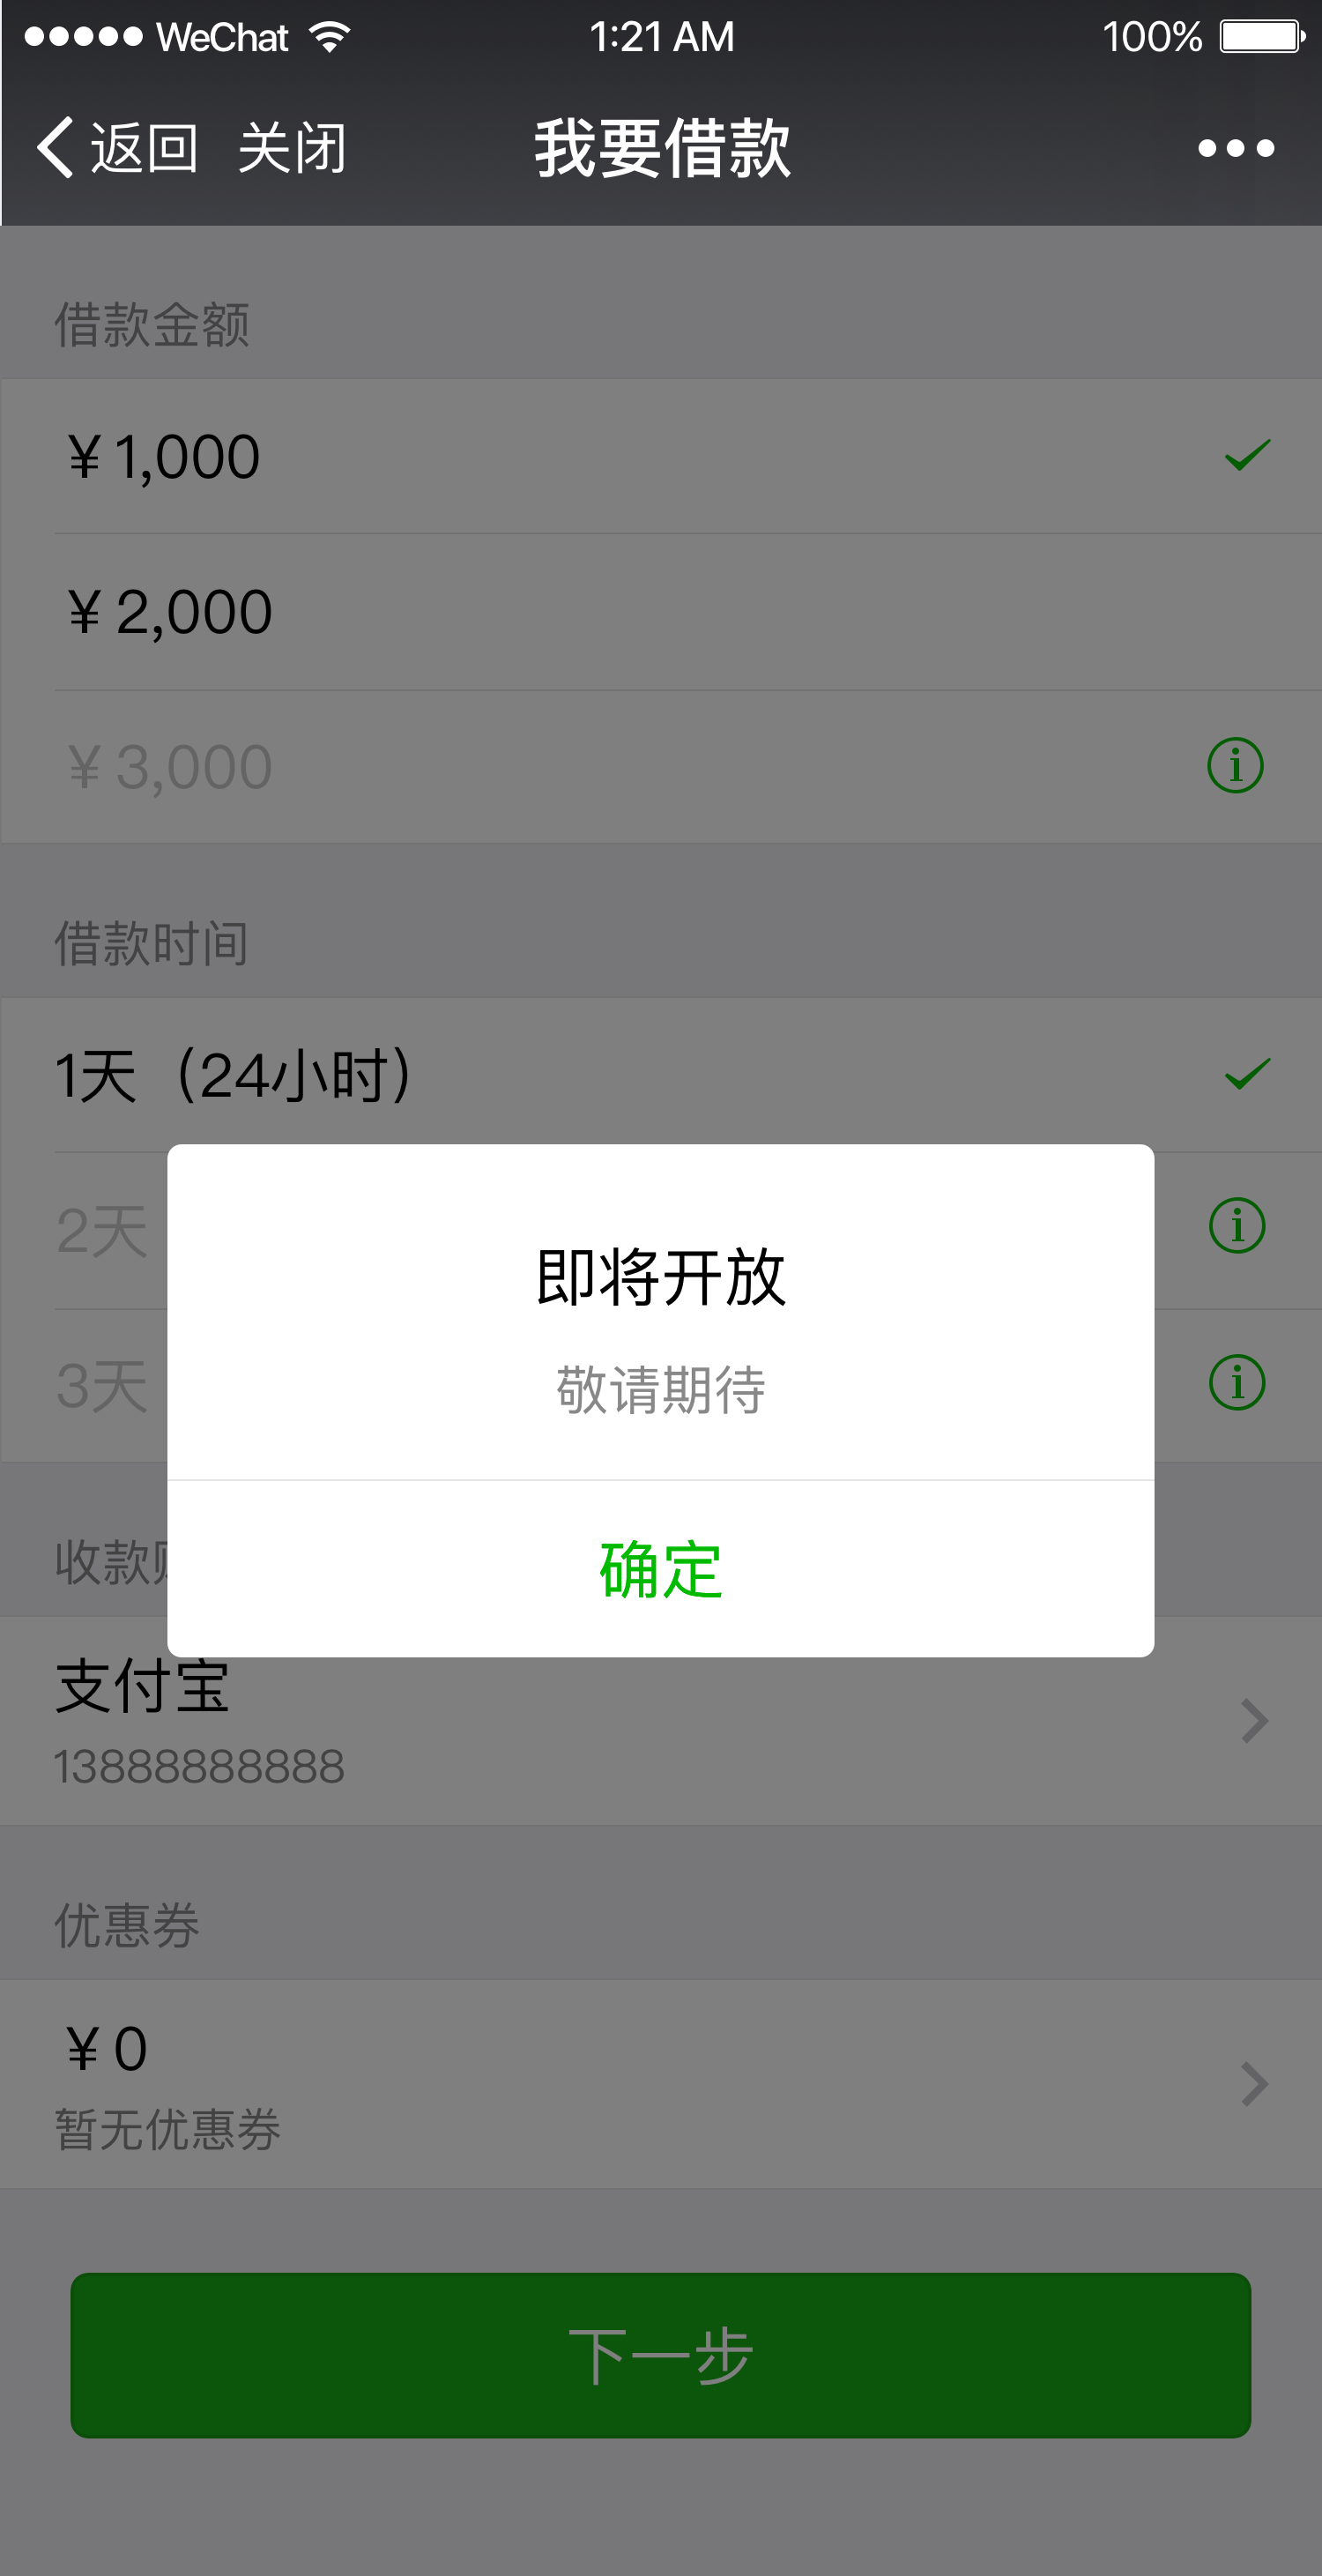 WeChat 1:21 AM 100%
返回 关闭 我要借款
借款金额
¥ 1,000
¥ 2,000
¥ 3,000
借款时间
1天（24小时）
2天
3天
即将开放
敬请期待
确定
收款
支付宝
13888888888
优惠券
¥ 0
暂无优惠券
下一步